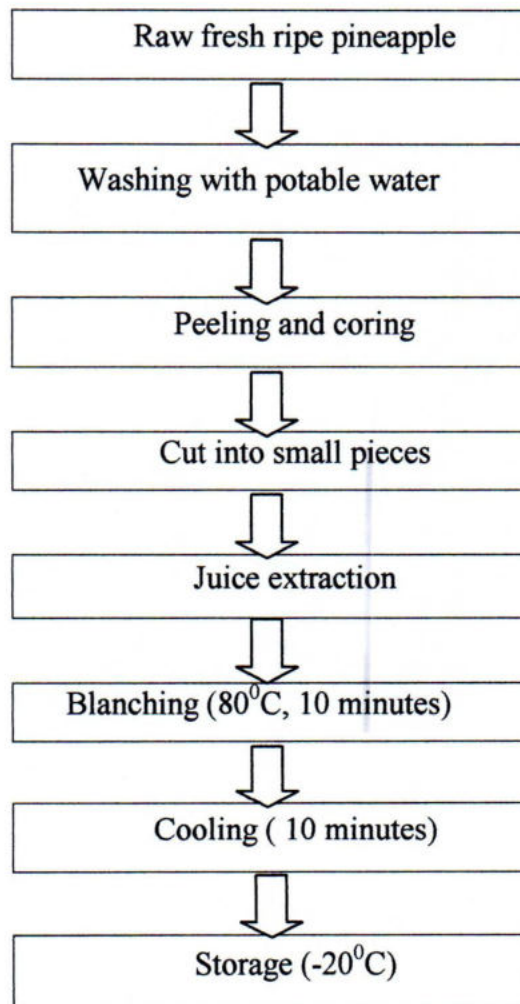 Raw fresh ripe pineapple
Washing with potable water
Peeling and coring
Cut into small pieces
Juice extraction
Blanching (80⁰C, 10 minutes)
Cooling ( 10 minutes)
Storage (-20⁰C)